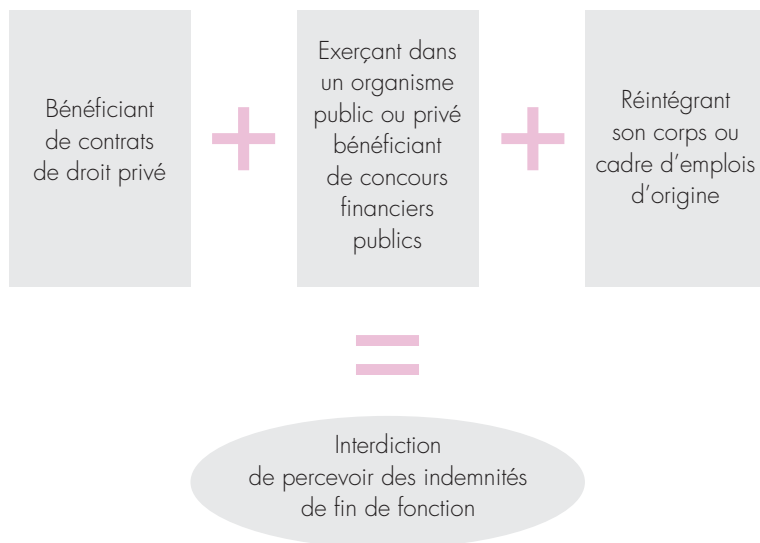 Bénéficiant
de contrats
de droit privé
+
Exerçant dans
un organisme
public ou privé
bénéficiant
de concours
financiers
publics
+
Réintégrant
son corps ou
cadre d'emplois
d'origine
=
Interdiction
de percevoir des indemnités
de fin de fonction